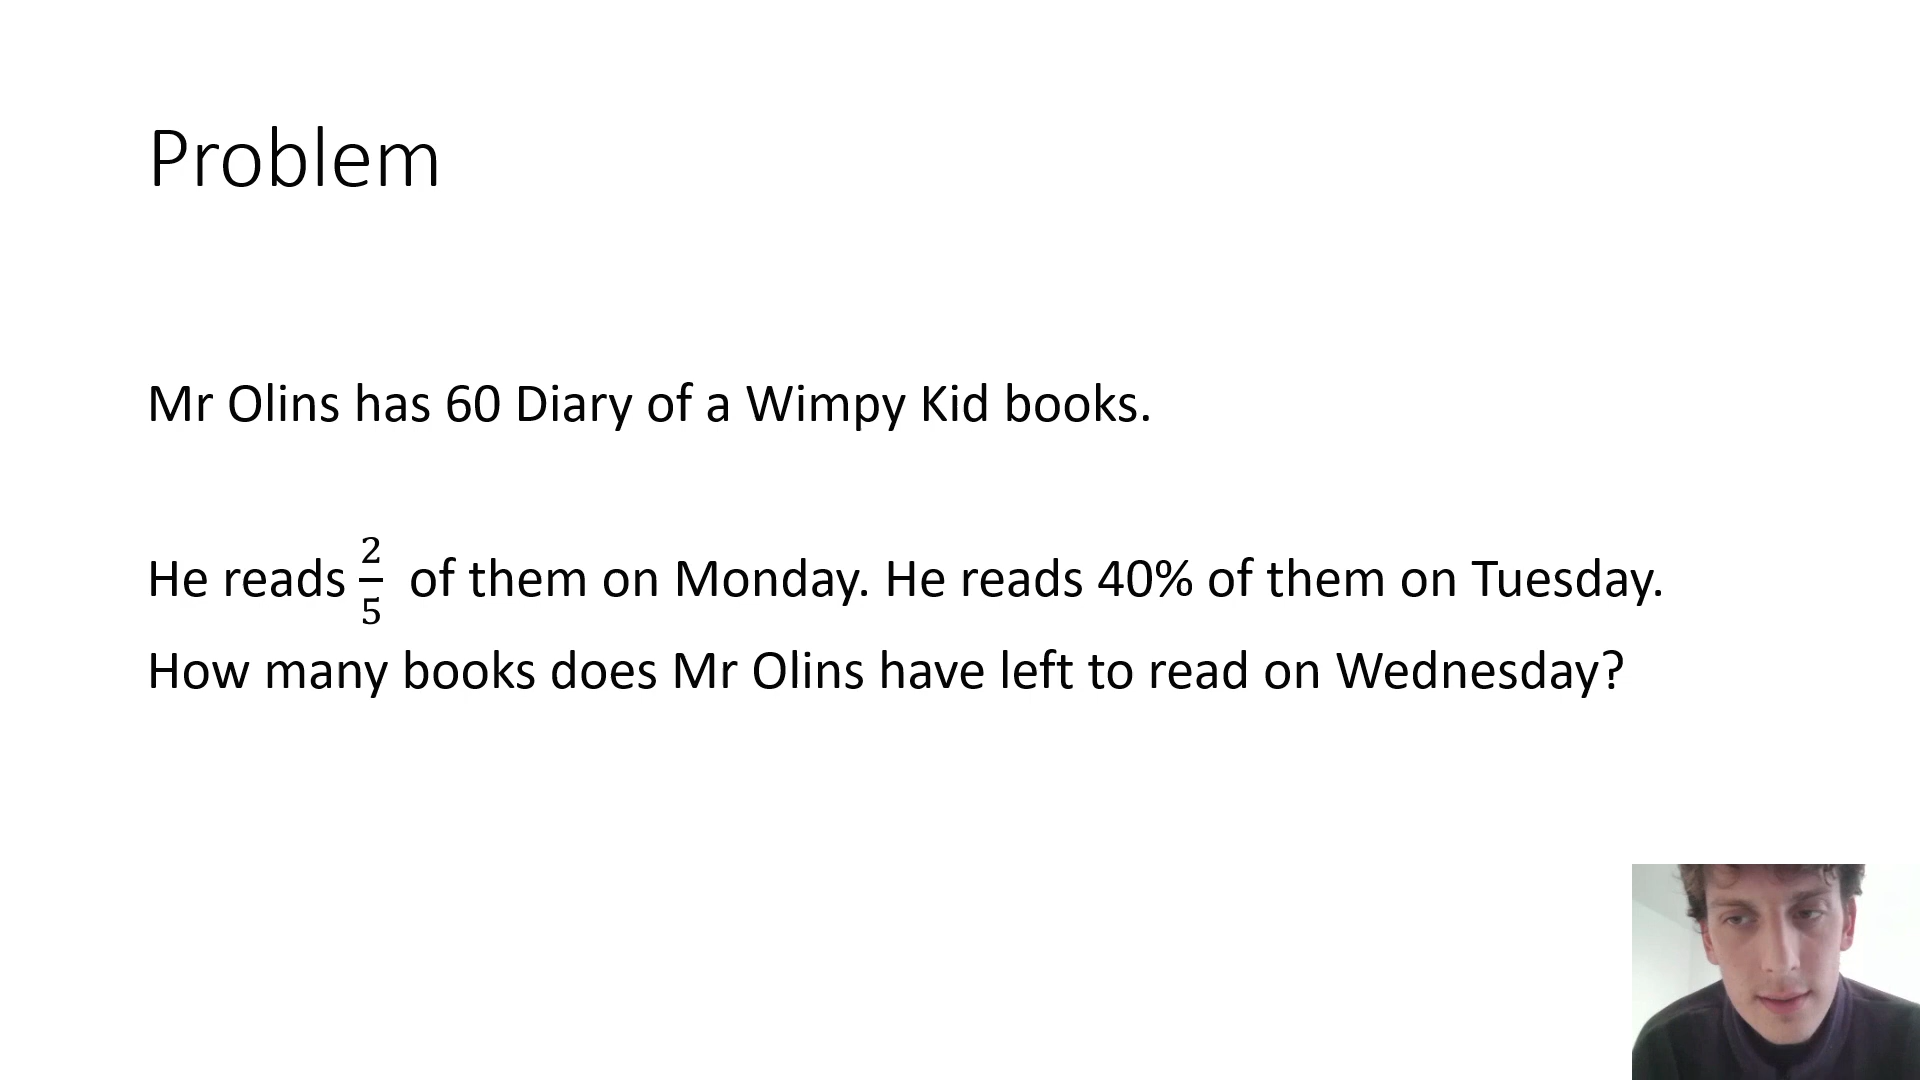 Problem
Mr Olins has 60 Diary of a Wimpy Kid books.
He reads 2/5 of them on Monday. He reads 40% of them on Tuesday.
How many books does Mr Olins have left to read on Wednesday?